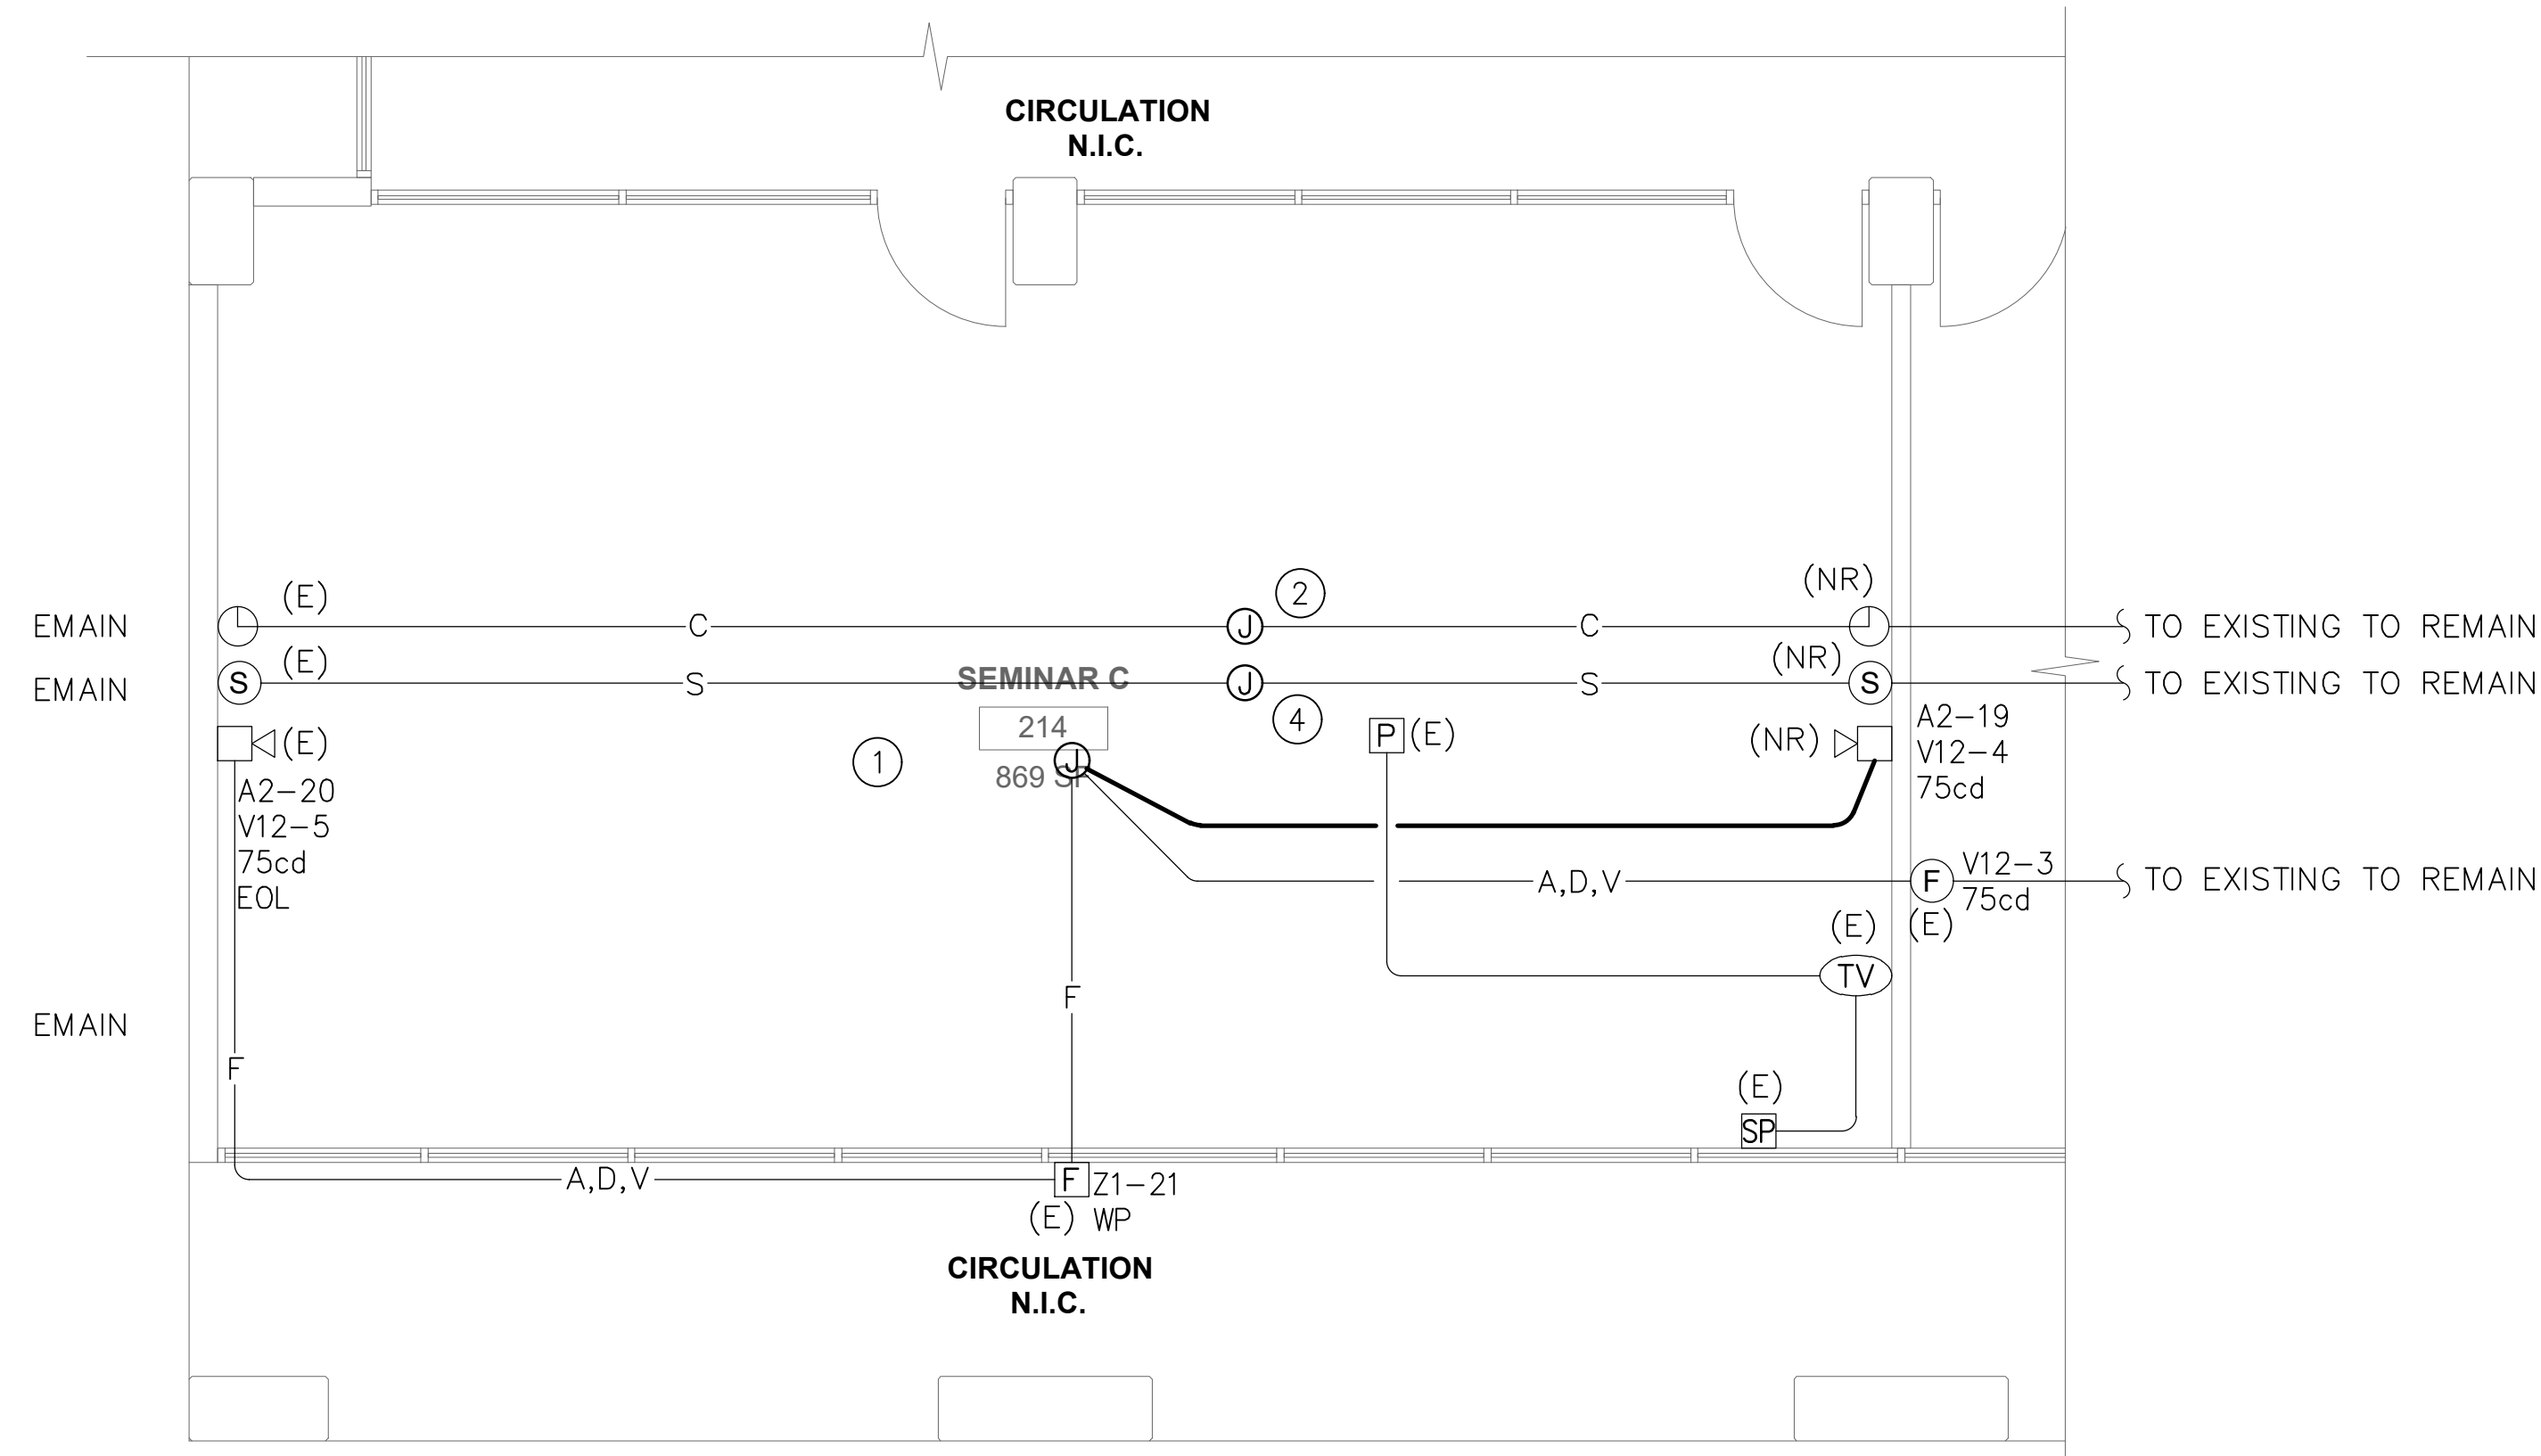 CIRCULATION
N.I.C.
(E)
2
(NR)
EMAIN
C
J
C
TO EXISTING TO REMAIN
(E)
(NR)
EMAIN
S
S
SEMINAR C
J
S
S
TO EXISTING TO REMAIN
214
4
P (E)
(E)
(NR)
A2-19
V12-4
75cd
1
J
869 SF
A2-20
V12-5
75cd
EOL
A,D,V
F
V12-3
75cd
TO EXISTING TO REMAIN
(E)
(E)
TV
F
EMAIN
F
(E)
SP
A,D,V
F Z1-21
(E) WP
CIRCULATION
N.I.C.